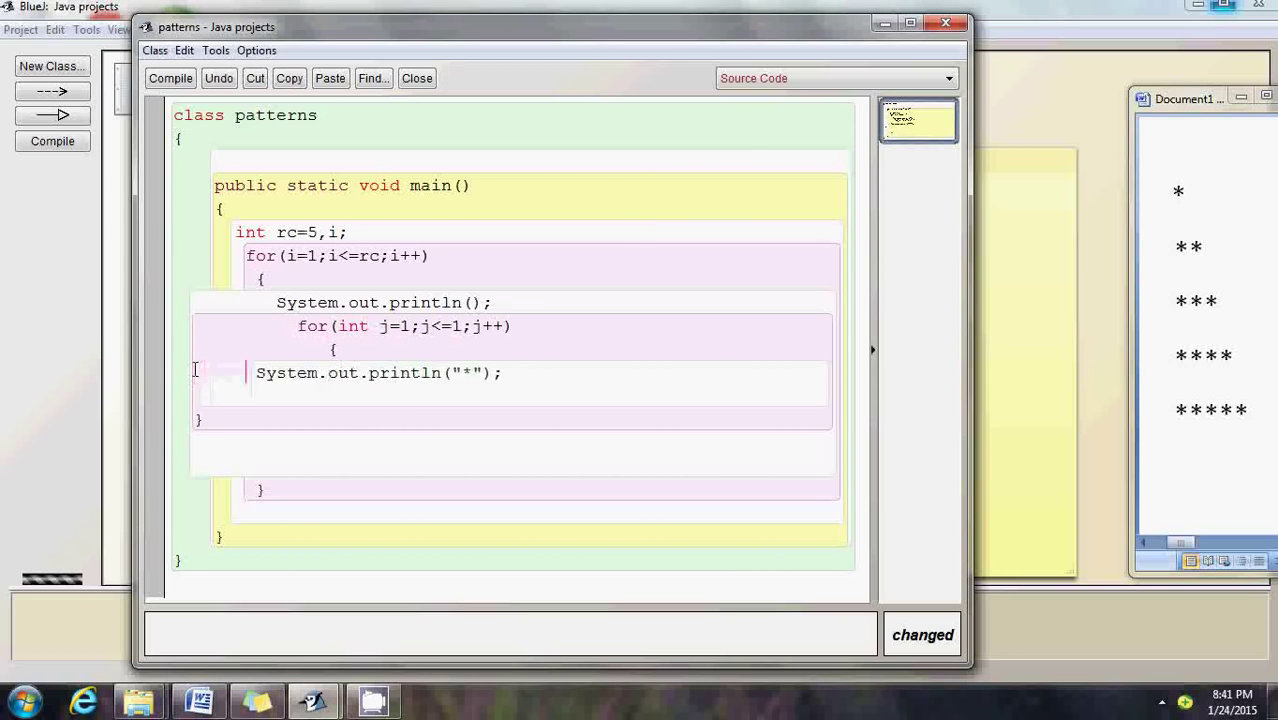 BlueJ: Java projects
Project Edit Tools View
New Class...
Compile
patterns - Java projects
Class Edit Tools Options
Compile Undo Cut Copy Paste Find... Close
Source Code
class patterns
{
public static void main()
{
int rc=5,i;
for(i=1;i<=rc;i++)
{
System.out.println();
for(int j=1;j<=1;j++)
{
System.out.println("*");
}
}
}
}
changed
Document1 ...
*
**
***
****
*****
8:41 PM
1/24/2015